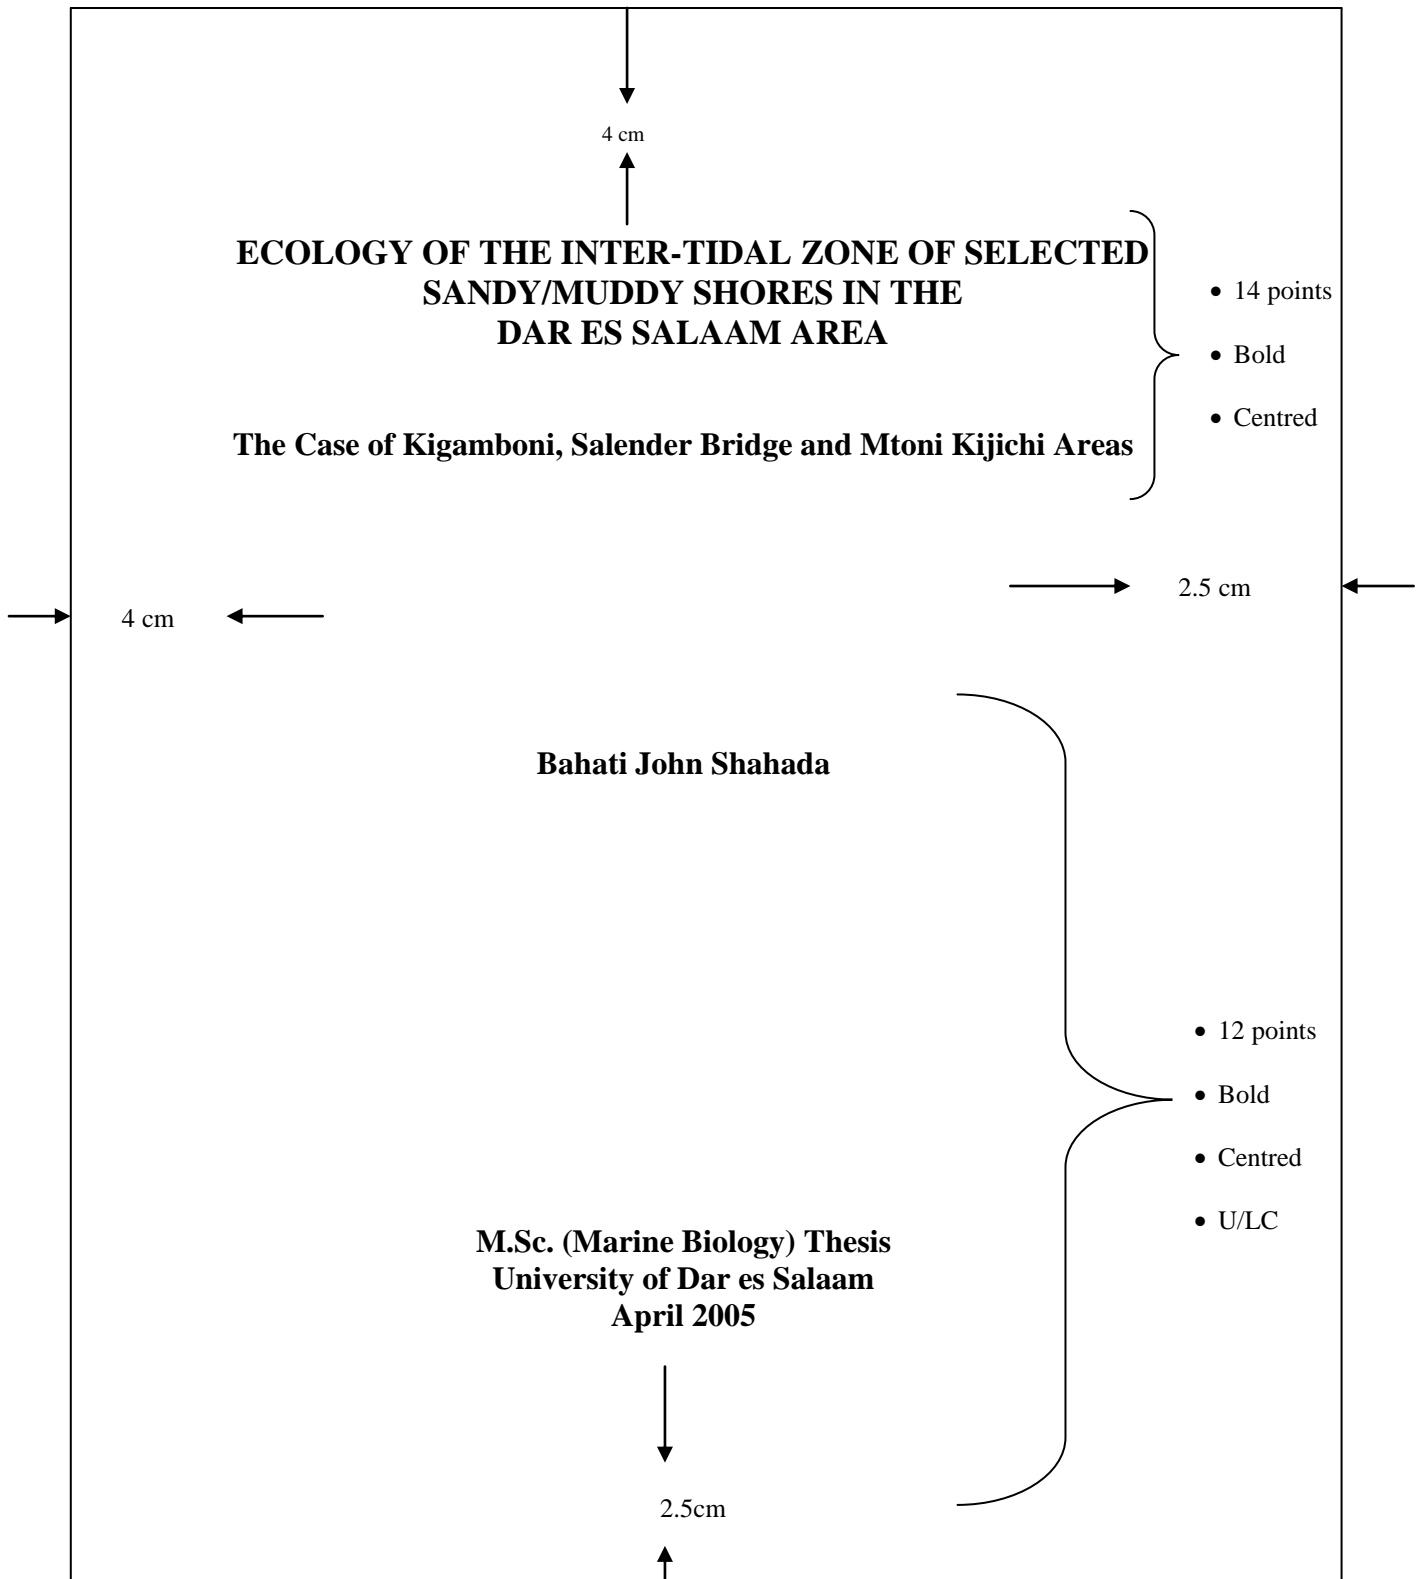 4 cm
ECOLOGY OF THE INTER-TIDAL ZONE OF SELECTED
SANDY/MUDDY SHORES IN THE
DAR ES SALAAM AREA
The Case of Kigamboni, Salender Bridge and Mtoni Kijichi Areas
• 14 points
• Bold
• Centred
4 cm
2.5 cm
Bahati John Shahada
M.Sc. (Marine Biology) Thesis
University of Dar es Salaam
April 2005
• 12 points
• Bold
• Centred
• U/LC
2.5cm